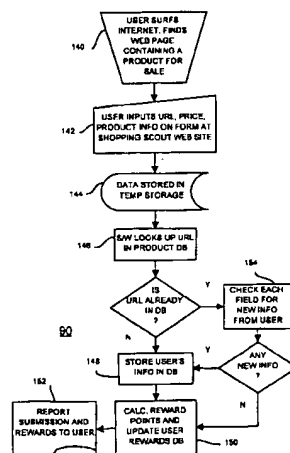 USER SURFS
INTERNET, FINDS
WEB PAGE
CONTAINING A
PRODUCT FOR
SALE
140
USER INPUTS URL, PRICE,
PRODUCT INFO ON FORM AT
SHOPPING SCOUT WEB SITE
142
DATA STORED IN
TEMP STORAGE
144
S/W LOOKS UP URL
IN PRODUCT DB
146
154
IS
URL ALREADY
IN DB
?
Y
N
CHECK EACH
FIELD FOR
NEW INFO
FROM USER
90
148
STORE USER'S
INFO IN DB
Y
ANY
NEW INFO
?
N
152
REPORT
SUBMISSION AND
REWARDS TO USER
CALC, REWARD
POINTS AND
UPDATE USER
REWARDS DB
150